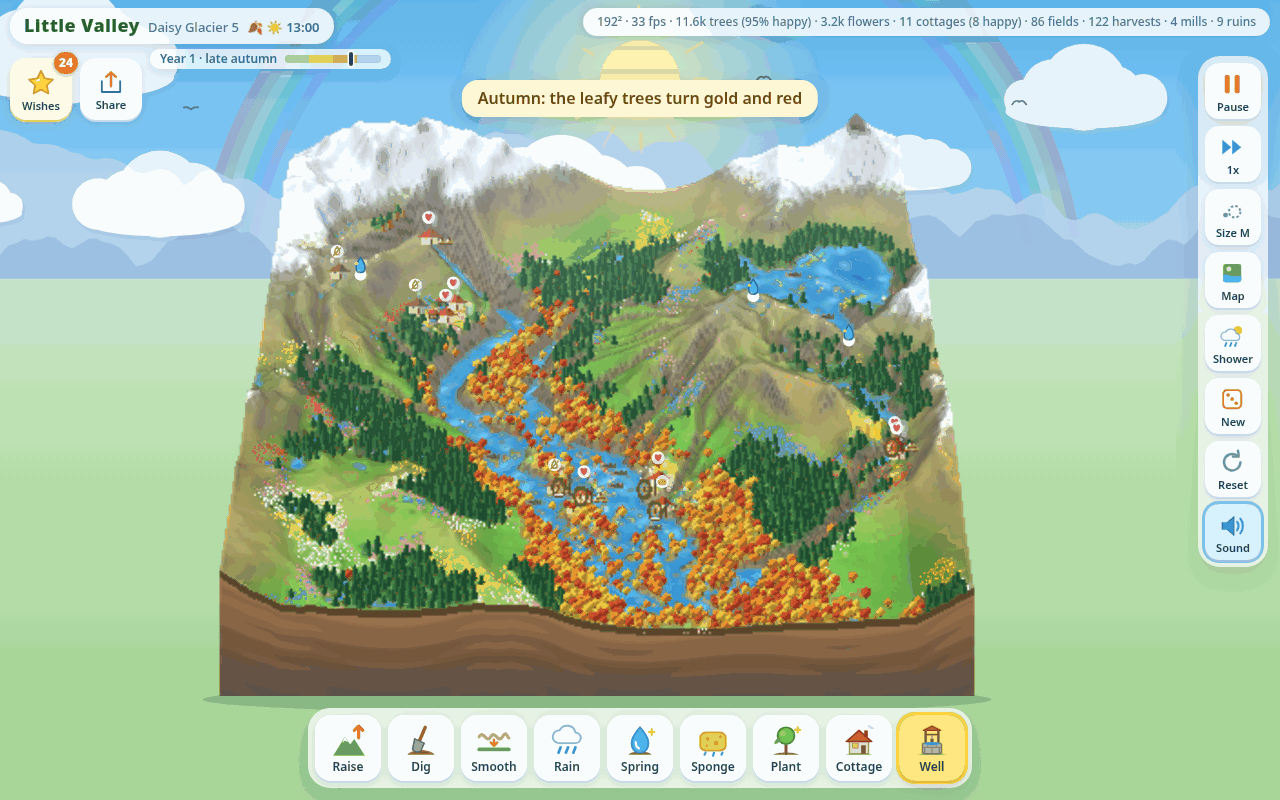 Little Valley Daisy Glacier 5 13:00
192² · 33 fps · 11.6k trees (95% happy) · 3.2k flowers · 11 cottages (8 happy) · 86 fields · 122 harvests · 4 mills · 9 ruins
Year 1 · late autumn
24
Wishes
Share
Autumn: the leafy trees turn gold and red
Pause
1x
Size M
Map
Shower
New
Reset
Sound
Raise
Dig
Smooth
Rain
Spring
Sponge
Plant
Cottage
Well